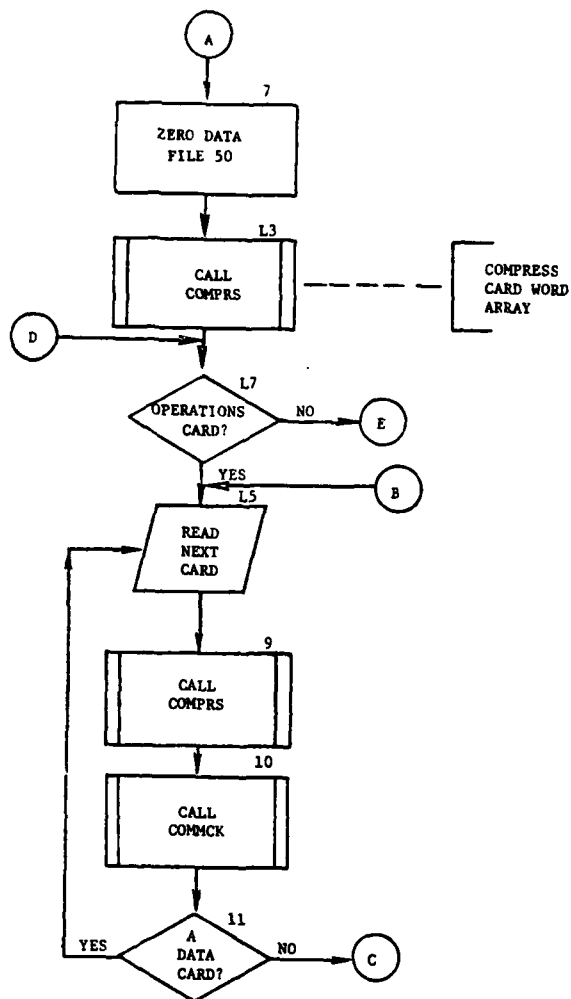 A
7
ZERO DATA
FILE 50
L3
CALL
COMPRS
COMPRESS
CARD WORD
ARRAY
D
L7
OPERATIONS
CARD?
NO
E
YES
B
L5
READ
NEXT
CARD
9
CALL
COMPRS
10
CALL
COMMCK
11
A
DATA
CARD?
YES
NO
C